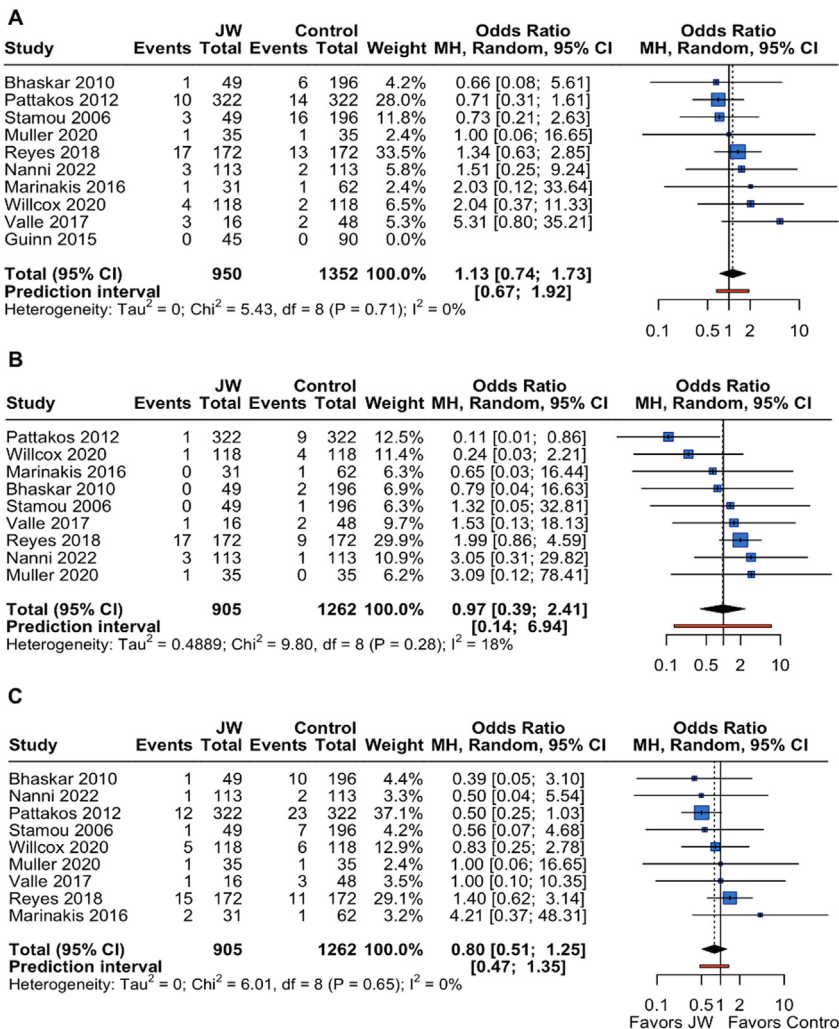 A
JW Control Odds Ratio Odds Ratio
Study Events Total Events Total Weight MH, Random, 95% CI MH, Random, 95% CI
Bhaskar 2010 1 49 6 196 4.2% 0.66 [0.08; 5.61]
Pattakos 2012 10 322 14 322 28.0% 0.71 [0.31; 1.61]
Stamou 2006 3 49 16 196 11.8% 0.73 [0.21; 2.63]
Muller 2020 1 35 1 35 2.4% 1.00 [0.06; 16.65]
Reyes 2018 17 172 13 172 33.5% 1.34 [0.63; 2.85]
Nanni 2022 3 113 2 113 5.8% 1.51 [0.25; 9.24]
Marinakis 2016 1 31 1 62 2.4% 2.03 [0.12; 33.64]
Willcox 2020 4 118 2 118 6.5% 2.04 [0.37; 11.33]
Valle 2017 3 16 2 48 5.3% 5.31 [0.80; 35.21]
Guinn 2015 0 45 0 90 0.0%
Total (95% CI) 950 1352 100.0% 1.13 [0.74; 1.73]
Prediction interval [0.67; 1.92]
Heterogeneity: Tau² = 0; Chi² = 5.43, df = 8 (P = 0.71); I² = 0%
0.1 0.5 1 2 10
B
JW Control Odds Ratio Odds Ratio
Study Events Total Events Total Weight MH, Random, 95% CI MH, Random, 95% CI
Pattakos 2012 1 322 9 322 12.5% 0.11 [0.01; 0.86]
Willcox 2020 1 118 4 118 11.4% 0.24 [0.03; 2.21]
Marinakis 2016 0 31 1 62 6.3% 0.65 [0.03; 16.44]
Bhaskar 2010 0 49 2 196 6.9% 0.79 [0.04; 16.63]
Stamou 2006 0 49 1 196 6.2% 1.32 [0.05; 32.81]
Valle 2017 1 16 2 48 9.7% 1.53 [0.13; 18.13]
Reyes 2018 17 172 9 172 29.9% 1.99 [0.86; 4.59]
Nanni 2022 3 113 1 113 10.9% 3.05 [0.31; 29.82]
Muller 2020 1 35 0 35 6.2% 3.09 [0.12; 78.41]
Total (95% CI) 905 1262 100.0% 0.97 [0.39; 2.41]
Prediction interval [0.14; 6.94]
Heterogeneity: Tau² = 0.4889; Chi² = 9.80, df = 8 (P = 0.28); I² = 18%
0.1 0.5 1 2 10
C
JW Control Odds Ratio Odds Ratio
Study Events Total Events Total Weight MH, Random, 95% CI MH, Random, 95% CI
Bhaskar 2010 1 49 10 196 4.4% 0.39 [0.05; 3.10]
Nanni 2022 1 113 2 113 3.3% 0.50 [0.04; 5.54]
Pattakos 2012 12 322 23 322 37.1% 0.50 [0.25; 1.03]
Stamou 2006 1 49 7 196 4.2% 0.56 [0.07; 4.68]
Willcox 2020 5 118 6 118 12.9% 0.83 [0.25; 2.78]
Muller 2020 1 35 1 35 2.4% 1.00 [0.06; 16.65]
Valle 2017 1 16 3 48 3.5% 1.00 [0.10; 10.35]
Reyes 2018 15 172 11 172 29.1% 1.40 [0.62; 3.14]
Marinakis 2016 2 31 1 62 3.2% 4.21 [0.37; 48.31]
Total (95% CI) 905 1262 100.0% 0.80 [0.51; 1.25]
Prediction interval [0.47; 1.35]
Heterogeneity: Tau² = 0; Chi² = 6.01, df = 8 (P = 0.65); I² = 0%
0.1 0.5 1 2 10
Favors JW Favors Contro